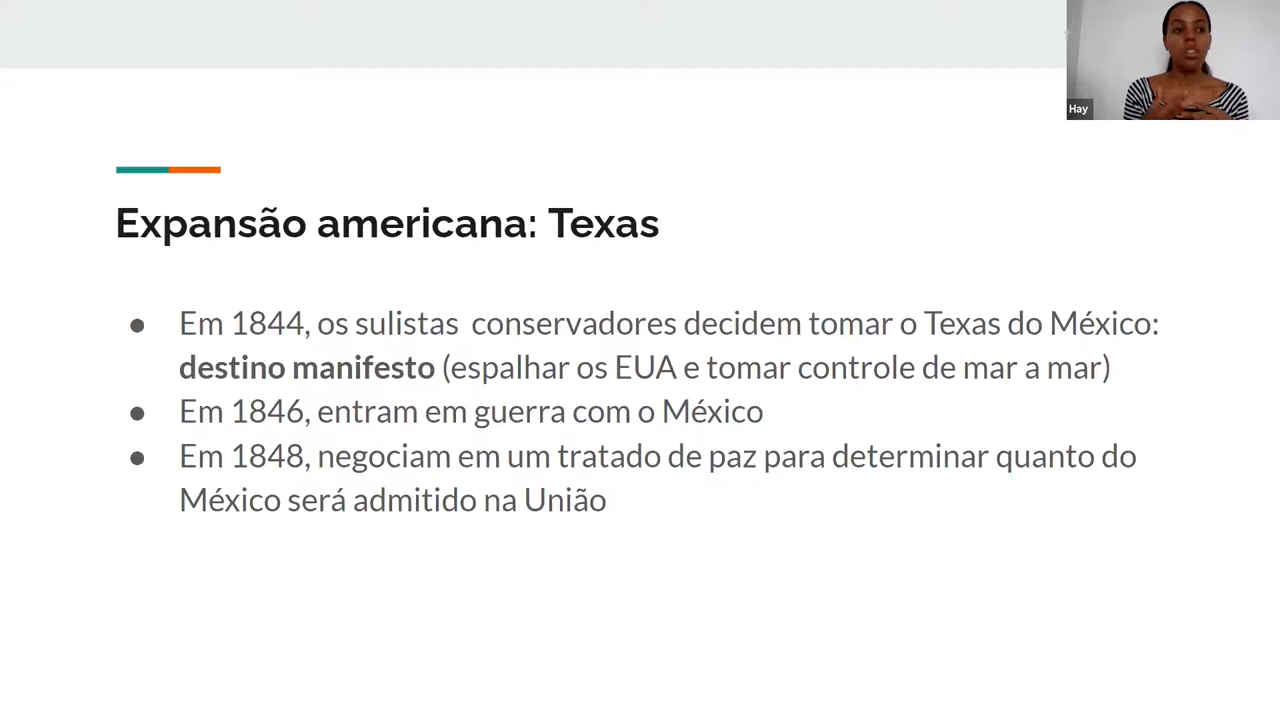 Hay
Expansão americana: Texas
● Em 1844, os sulistas conservadores decidem tomar o Texas do México:
destino manifesto (espalhar os EUA e tomar controle de mar a mar)
● Em 1846, entram em guerra com o México
● Em 1848, negociam em um tratado de paz para determinar quanto do
México será admitido na União